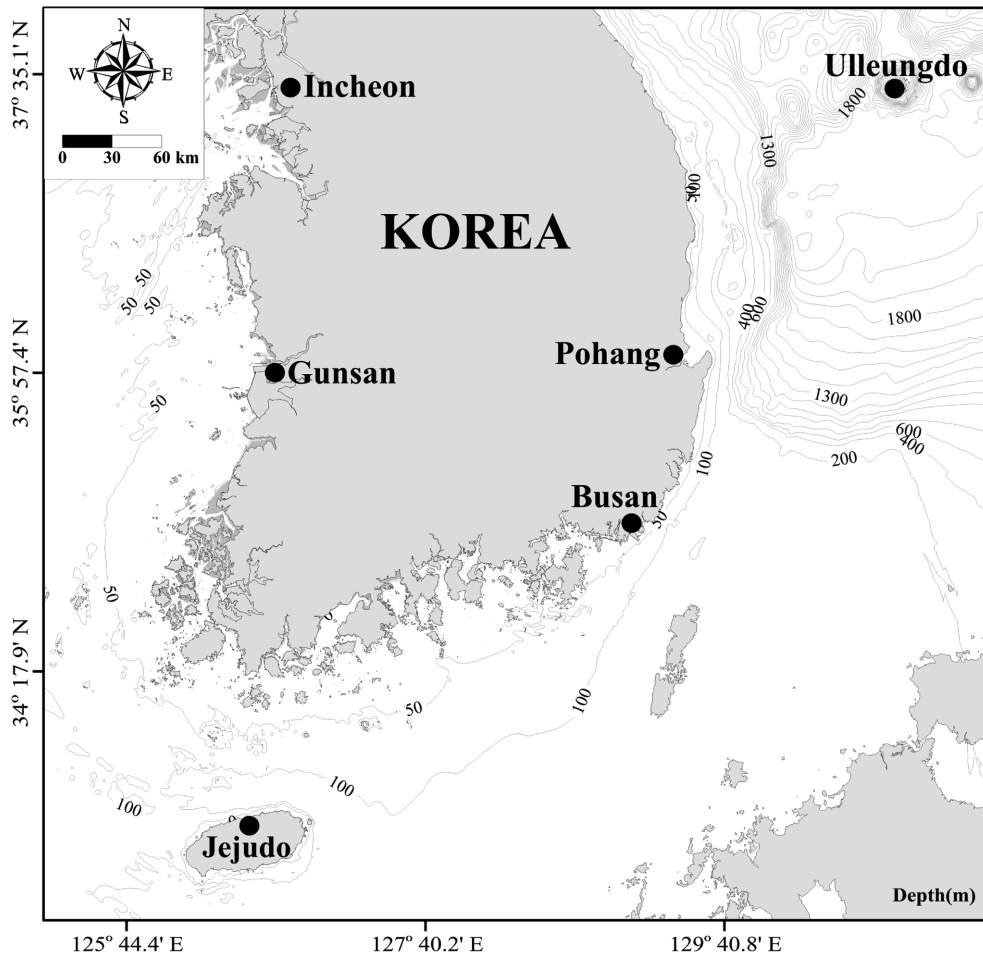 N
W E
S
0 30 60 km
37° 35.1' N
35° 57.4' N
34° 17.9' N
Incheon
Ulleungdo
1800
1300
100
KOREA
50
50
50
400
600
1800
Pohang
Gunsan
1300
50
600
400
200
100
Busan
50
50
0
100
50
100
100
Jejudo
Depth(m)
125° 44.4' E
127° 40.2' E
129° 40.8' E